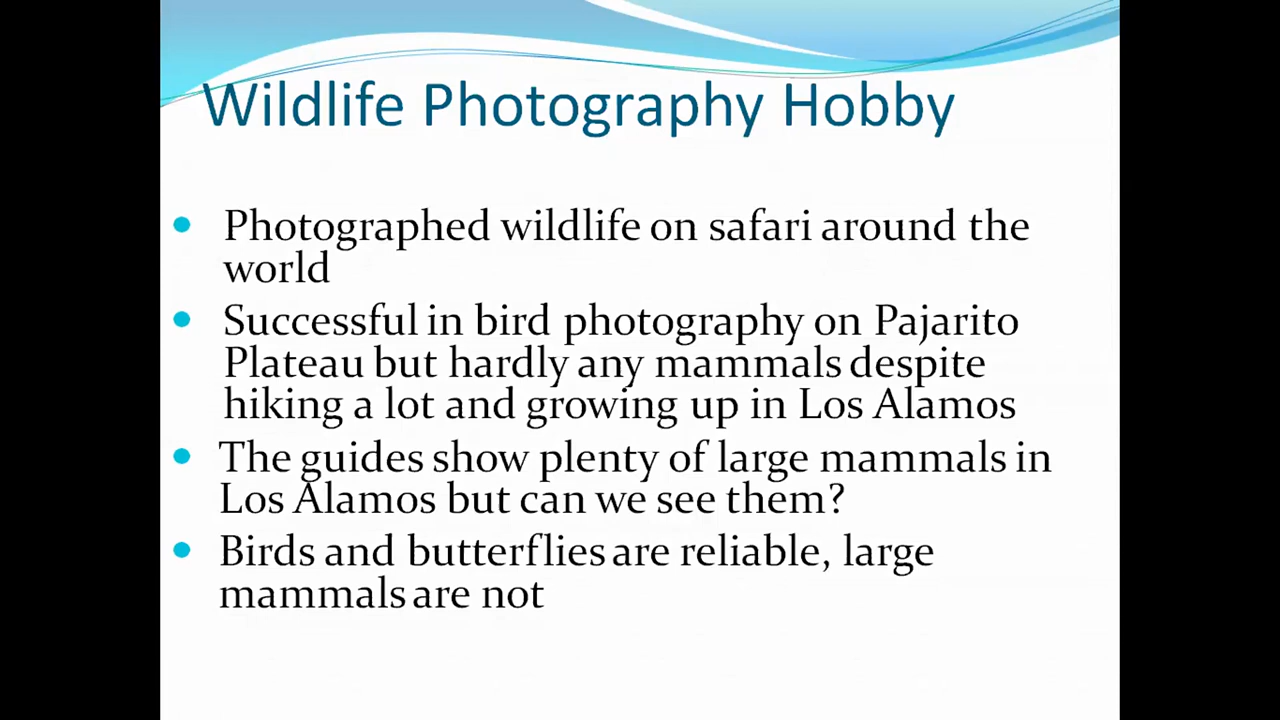 Wildlife Photography Hobby
Photographed wildlife on safari around the
world
Successful in bird photography on Pajarito
Plateau but hardly any mammals despite
hiking a lot and growing up in Los Alamos
The guides show plenty of large mammals in
Los Alamos but can we see them?
Birds and butterflies are reliable, large
mammals are not